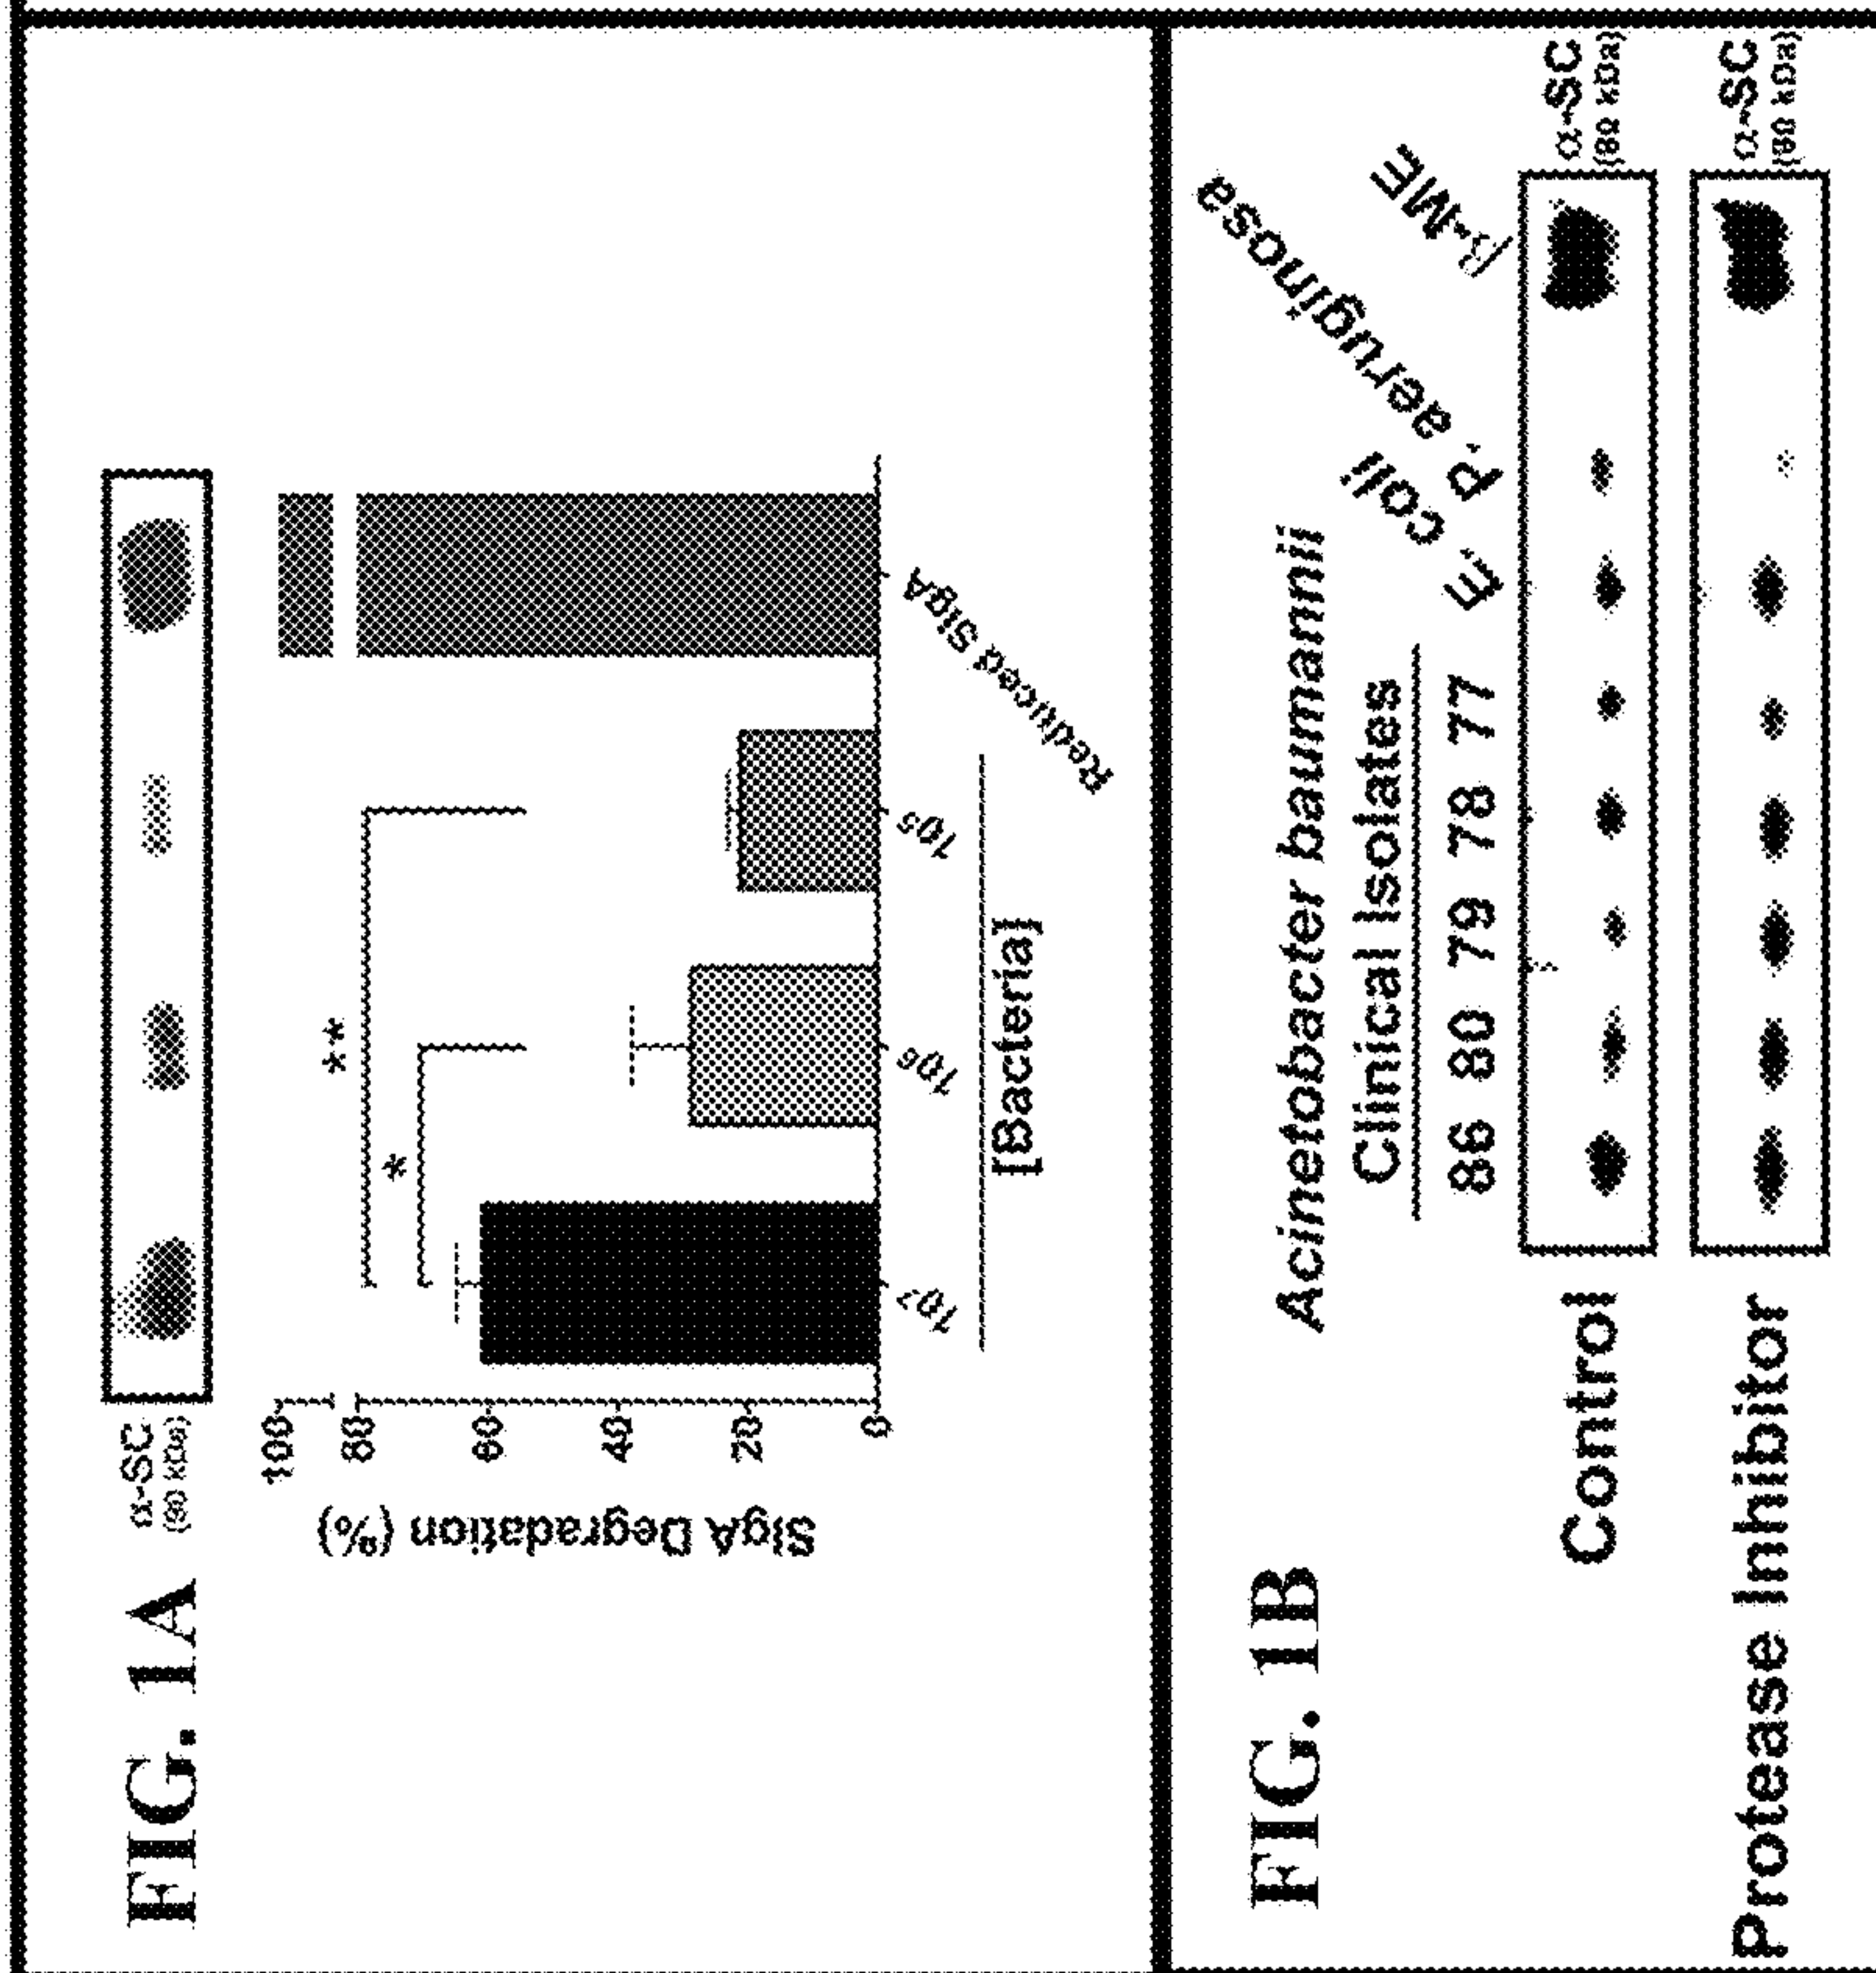 FIG. 1A
α-SC
(80 kDa)
SIgA Degradation (%)
100
80
60
40
20
0
**
*
10⁷
10⁶
10⁵
Reduced SIgA
[Bacteria]
FIG. 1B
Acinetobacter baumannii
Clinical Isolates
86 80 79 78 77
E. coli
P. aeruginosa
β-ME
Control
α-SC
(80 kDa)
Protease Inhibitor
α-SC
(80 kDa)